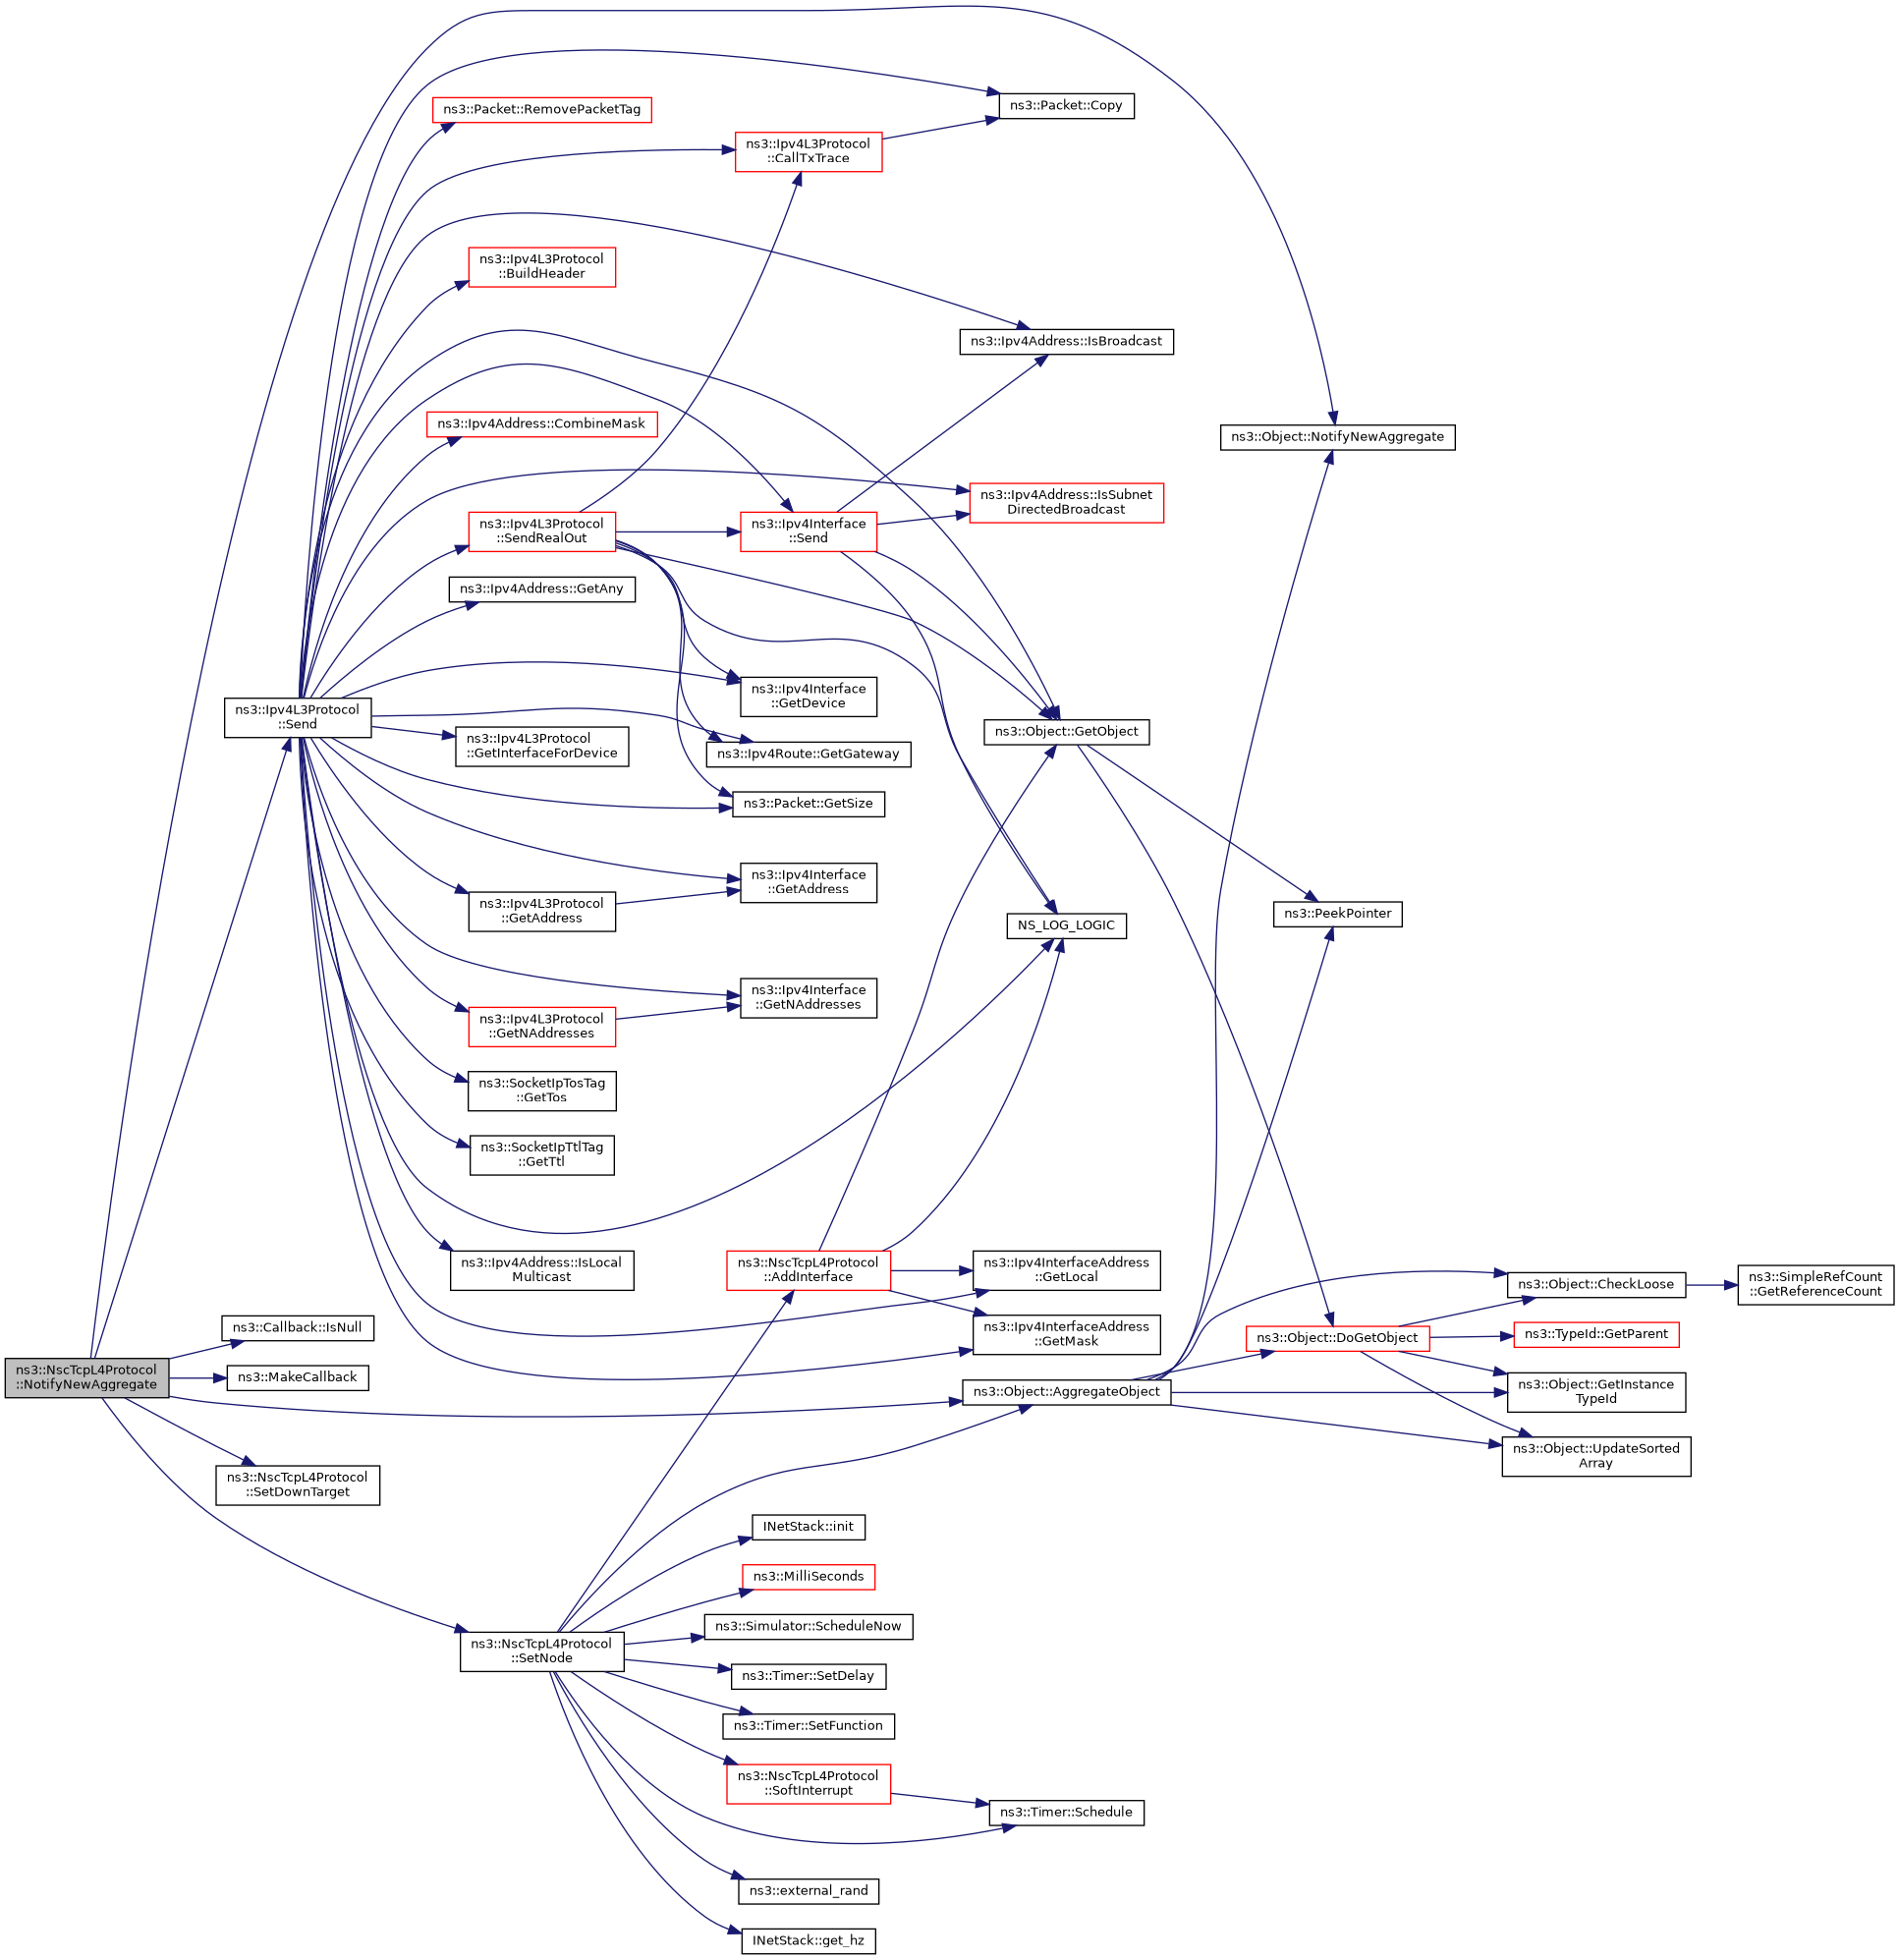 ns3::Packet::Copy
ns3::Packet::RemovePacketTag
ns3::Ipv4L3Protocol
::CallTxTrace
ns3::Ipv4L3Protocol
::BuildHeader
ns3::Ipv4Address::IsBroadcast
ns3::Ipv4Address::CombineMask
ns3::Object::NotifyNewAggregate
ns3::Ipv4Address::IsSubnet
DirectedBroadcast
ns3::Ipv4L3Protocol
::SendRealOut
ns3::Ipv4Interface
::Send
ns3::Ipv4Address::GetAny
ns3::Ipv4Interface
::GetDevice
ns3::Ipv4L3Protocol
::Send
ns3::Object::GetObject
ns3::Ipv4L3Protocol
::GetInterfaceForDevice
ns3::Ipv4Route::GetGateway
ns3::Packet::GetSize
ns3::Ipv4Interface
::GetAddress
ns3::Ipv4L3Protocol
::GetAddress
NS_LOG_LOGIC
ns3::PeekPointer
ns3::Ipv4Interface
::GetNAddresses
ns3::Ipv4L3Protocol
::GetNAddresses
ns3::SocketIpTosTag
::GetTos
ns3::SocketIpTtlTag
::GetTtl
ns3::Ipv4Address::IsLocal
Multicast
ns3::NscTcpL4Protocol
::AddInterface
ns3::Ipv4InterfaceAddress
::GetLocal
ns3::Object::CheckLoose
ns3::SimpleRefCount
::GetReferenceCount
ns3::Callback::IsNull
ns3::Ipv4InterfaceAddress
::GetMask
ns3::Object::DoGetObject
ns3::TypeId::GetParent
ns3::NscTcpL4Protocol
::NotifyNewAggregate
ns3::MakeCallback
ns3::Object::AggregateObject
ns3::Object::GetInstance
TypeId
ns3::Object::UpdateSorted
Array
ns3::NscTcpL4Protocol
::SetDownTarget
INetStack::init
ns3::MilliSeconds
ns3::Simulator::ScheduleNow
ns3::NscTcpL4Protocol
::SetNode
ns3::Timer::SetDelay
ns3::Timer::SetFunction
ns3::NscTcpL4Protocol
::SoftInterrupt
ns3::Timer::Schedule
ns3::external_rand
INetStack::get_hz